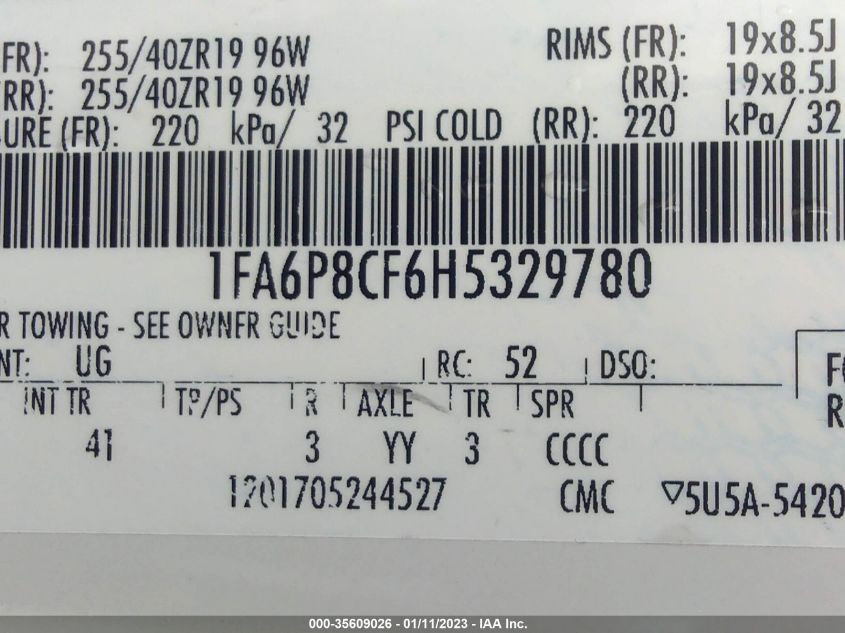 FR): 255/40ZR19 96W RIMS (FR): 19x8.5J
RR): 255/40ZR19 96W (RR): 19x8.5J
URE (FR): 220 kPa/ 32 PSI COLD (RR): 220 kPa/ 32
1FA6P8CF6H5329780
R TOWING - SEE OWNER GUIDE
NT: UG RC: 52 DSO:
INT TR TP/PS R AXLE TR SPR
41 3 YY 3 CCCC
1201705244527 CMC ▽5U5A-5420
000-35609026 - 01/11/2023 - IAA Inc.